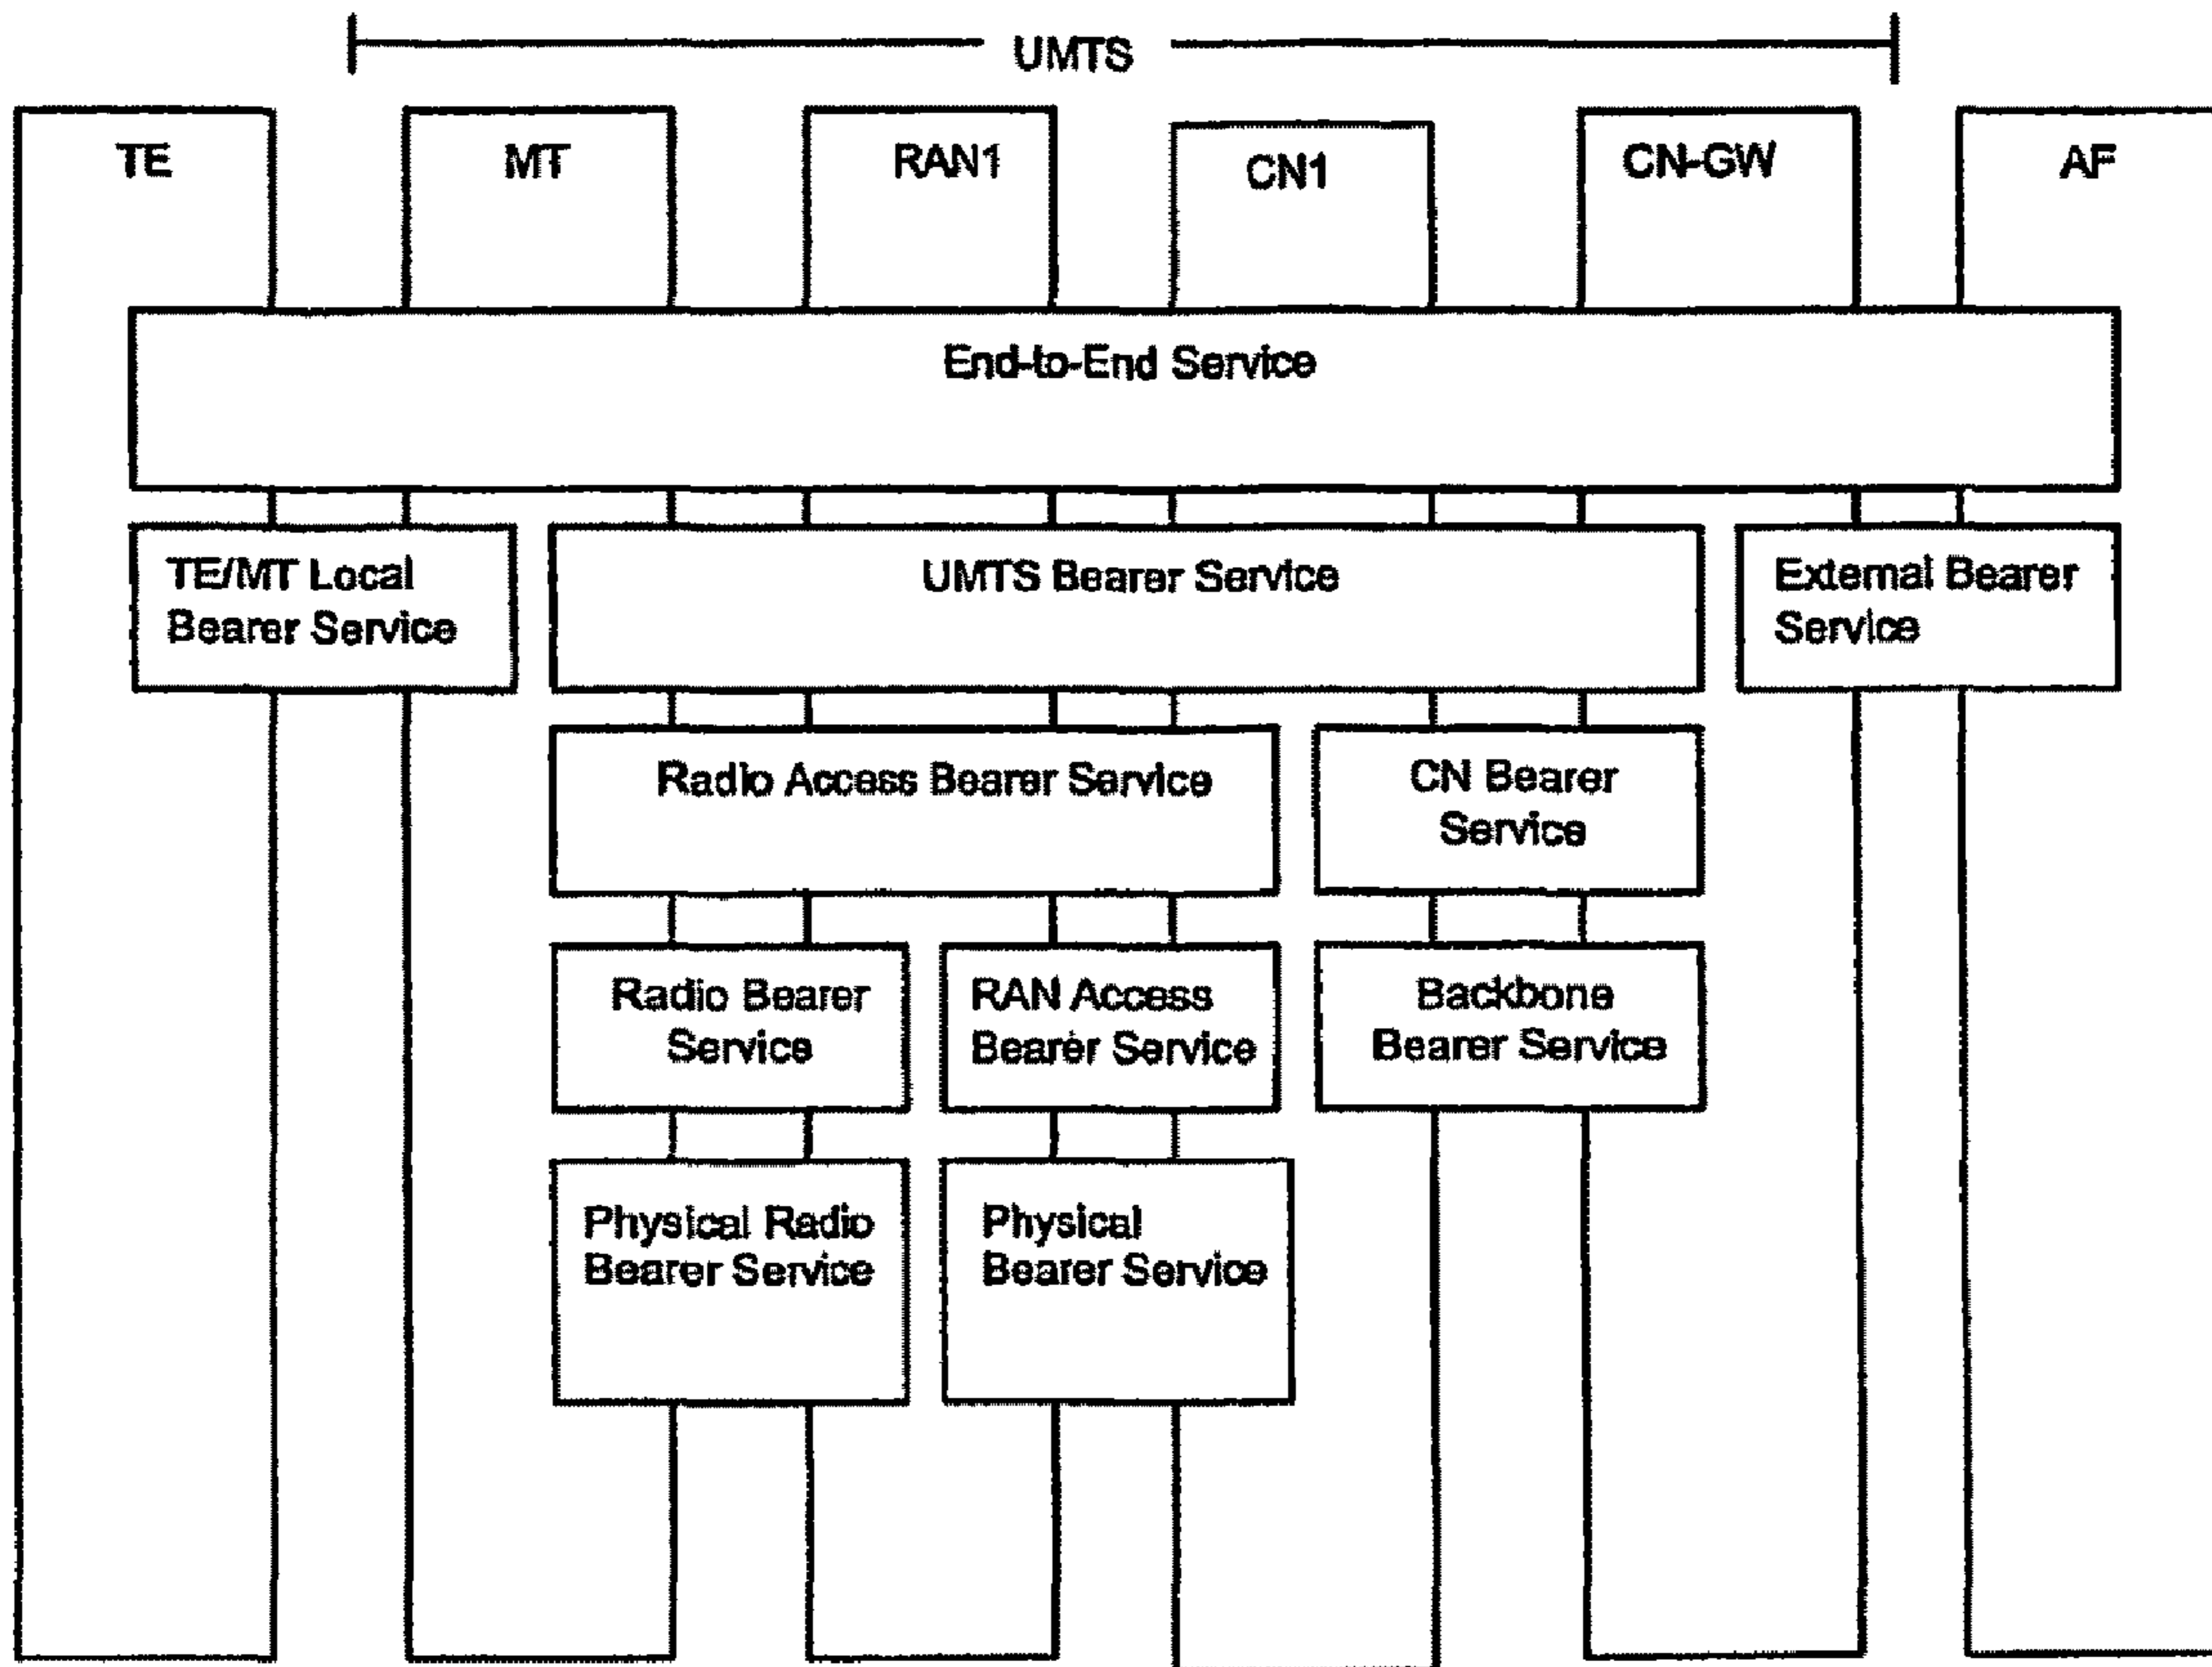 UMTS
TE
MT
RAN1
CN1
CN-GW
AF
End-to-End Service
TE/MT Local
Bearer Service
UMTS Bearer Service
External Bearer
Service
Radio Access Bearer Service
CN Bearer
Service
Radio Bearer
Service
RAN Access
Bearer Service
Backbone
Bearer Service
Physical Radio
Bearer Service
Physical
Bearer Service